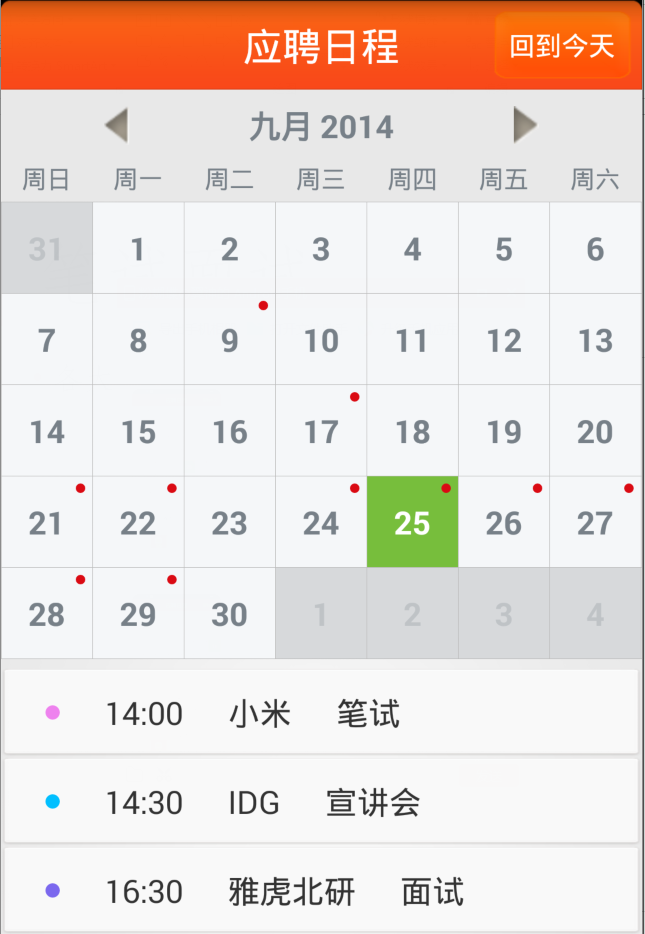 应聘日程 回到今天
九月 2014
周日 周一 周二 周三 周四 周五 周六
31 1 2 3 4 5 6
7 8 9 10 11 12 13
14 15 16 17 18 19 20
21 22 23 24 25 26 27
28 29 30 1 2 3 4
14:00 小米 笔试
14:30 IDG 宣讲会
16:30 雅虎北研 面试